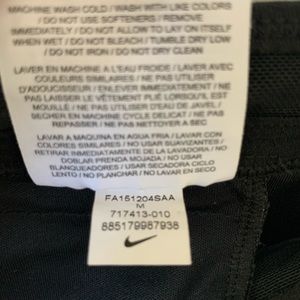 MACHINE WASH COLD / WASH WITH LIKE COLORS
/ DO NOT USE SOFTENERS / REMOVE
IMMEDIATELY / DO NOT ALLOW TO LAY ON ITSELF
WHEN WET / DO NOT BLEACH / TUMBLE DRY LOW
/ DO NOT IRON / DO NOT DRY CLEAN
LAVER EN MACHINE A L'EAU FROIDE / AVEC
COULEURS SIMILAIRES / NE PAS UTILISER
D'ADOUCISSEUR / ENLEVER IMMÉDIATEMENT / NE
PAS LAISSER LE VÊTEMENT PLIÉ LORSQU'IL EST
MOUILLÉ / NE PAS UTILISER D'EAU DE JAVEL /
SECHER EN MACHINE CYCLE DELICAT / NE PAS
REPASSER / NE PAS NETTOYER À SEC
LAVAR A MAQUINA EN AGUA FRIA / LAVAR CON
COLORES SIMILARES / NO USAR SUAVIZANTES /
RETIRAR INMEDIATAMENTE DE LA LAVADORA / NO
DOBLAR PRENDA MOJADA / NO USAR
BLANQUEADORES / USAR SECADORA CICLO
LENTO / NO PLANCHAR / NO LAVAR EN SECO
FA151204SAA
M
717413-010
885179987938